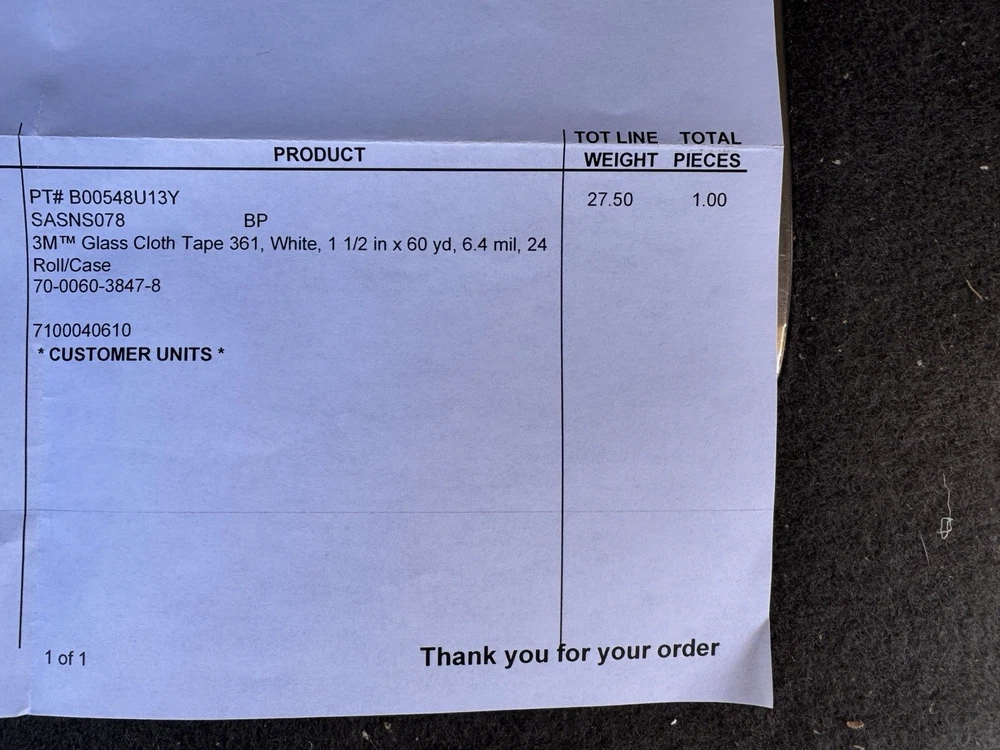 PRODUCT
TOT LINE WEIGHT
TOTAL PIECES
PT# B00548U13Y
27.50
1.00
SASNS078 BP
3M™ Glass Cloth Tape 361, White, 1 1/2 in x 60 yd, 6.4 mil, 24
Roll/Case
70-0060-3847-8
7100040610
* CUSTOMER UNITS *
1 of 1
Thank you for your order